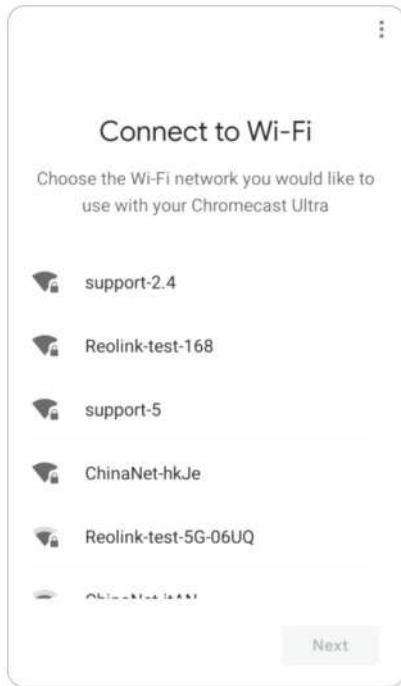 Connect to Wi-Fi
Choose the Wi-Fi network you would like to
use with your Chromecast Ultra
support-2.4
Reolink-test-168
support-5
ChinaNet-hkJe
Reolink-test-5G-06UQ
Next